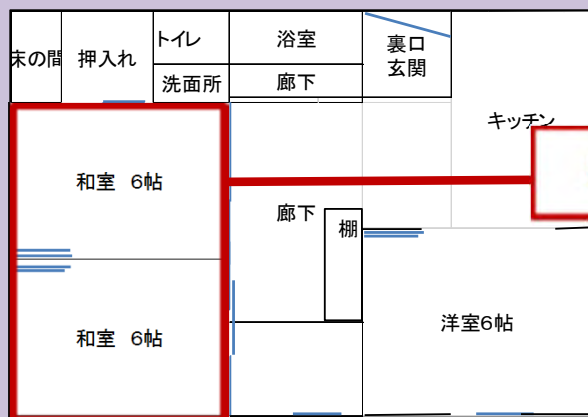 床の間
押入れ
トイレ
浴室
裏口
玄関
洗面所
廊下
キッチン
和室 6帖
廊下
棚
和室 6帖
洋室6帖